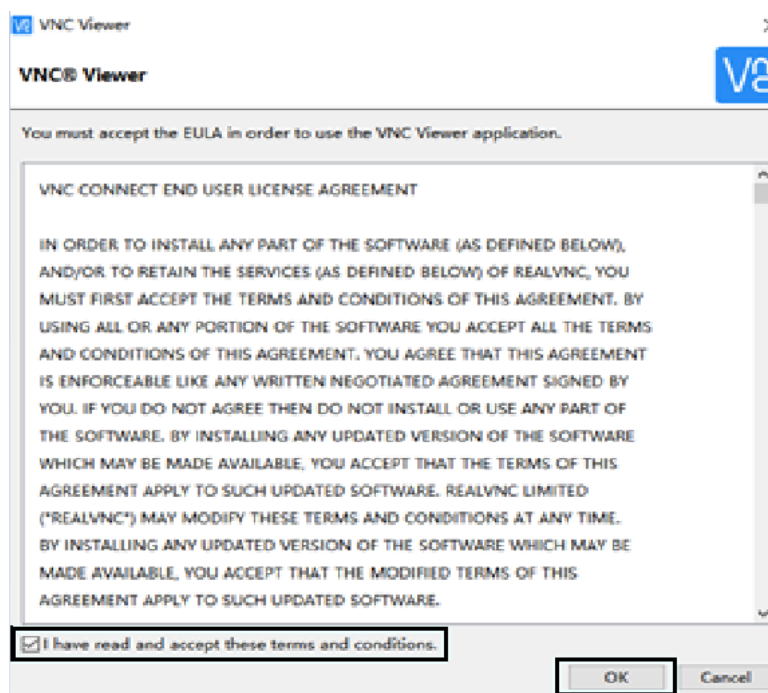 VNC Viewer
VNC® Viewer
You must accept the EULA in order to use the VNC Viewer application.
VNC CONNECT END USER LICENSE AGREEMENT
IN ORDER TO INSTALL ANY PART OF THE SOFTWARE (AS DEFINED BELOW),
AND/OR TO RETAIN THE SERVICES (AS DEFINED BELOW) OF REALVNC, YOU
MUST FIRST ACCEPT THE TERMS AND CONDITIONS OF THIS AGREEMENT. BY
USING ALL OR ANY PORTION OF THE SOFTWARE YOU ACCEPT ALL THE TERMS
AND CONDITIONS OF THIS AGREEMENT. YOU AGREE THAT THIS AGREEMENT
IS ENFORCEABLE LIKE ANY WRITTEN NEGOTIATED AGREEMENT SIGNED BY
YOU. IF YOU DO NOT AGREE THEN DO NOT INSTALL OR USE ANY PART OF
THE SOFTWARE. BY INSTALLING ANY UPDATED VERSION OF THE SOFTWARE
WHICH MAY BE MADE AVAILABLE, YOU ACCEPT THAT THE TERMS OF THIS
AGREEMENT APPLY TO SUCH UPDATED SOFTWARE. REALVNC LIMITED
("REALVNC") MAY MODIFY THESE TERMS AND CONDITIONS AT ANY TIME.
BY INSTALLING ANY UPDATED VERSION OF THE SOFTWARE WHICH MAY BE
MADE AVAILABLE, YOU ACCEPT THAT THE MODIFIED TERMS OF THIS
AGREEMENT APPLY TO SUCH UPDATED SOFTWARE.
I have read and accept these terms and conditions.
OK Cancel